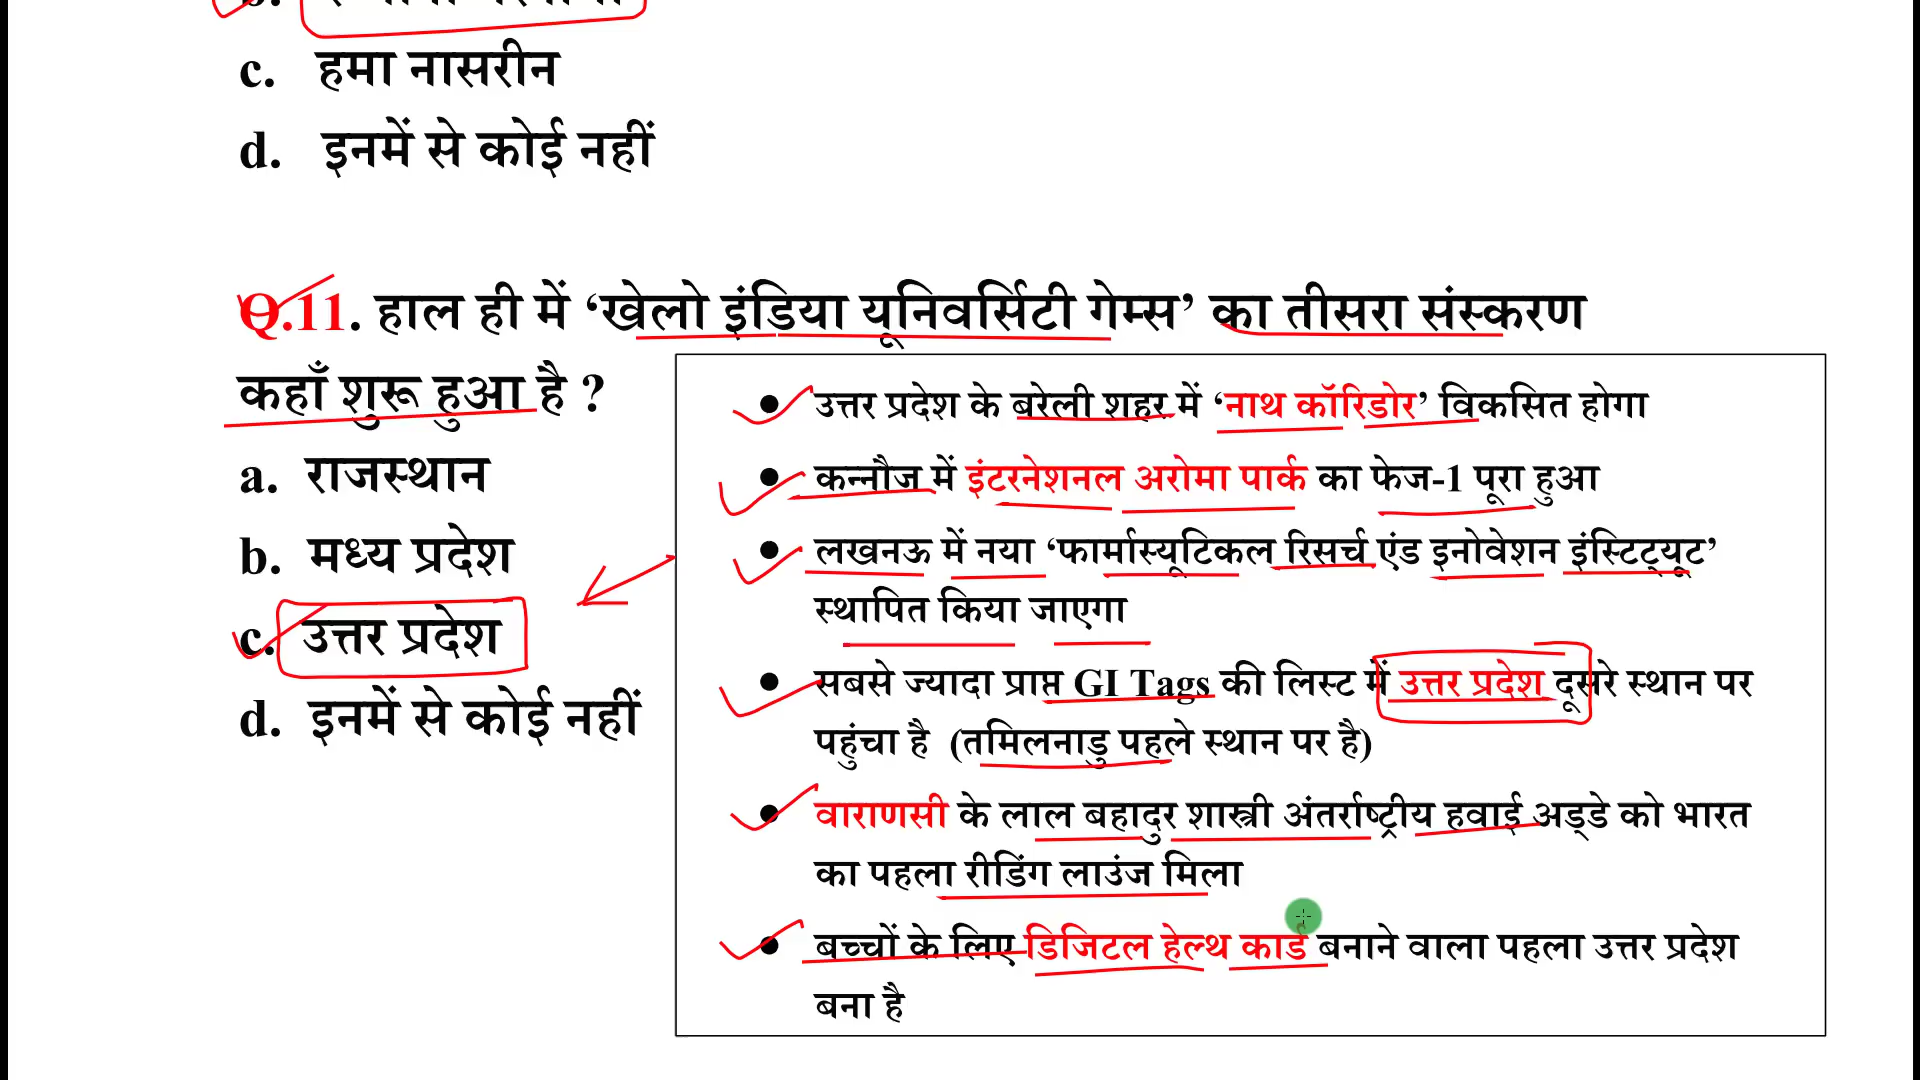 c. हमा नासरीन
d. इनमें से कोई नहीं
Q.11. हाल ही में ‘खेलो इंडिया यूनिवर्सिटी गेम्स’ का तीसरा संस्करण
कहाँ शुरू हुआ है ?
a. राजस्थान
b. मध्य प्रदेश
c. उत्तर प्रदेश
d. इनमें से कोई नहीं
● उत्तर प्रदेश के बरेली शहर में ‘नाथ कॉरिडोर’ विकसित होगा
● कन्नौज में इंटरनेशनल अरोमा पार्क का फेज-1 पूरा हुआ
● लखनऊ में नया ‘फार्मास्यूटिकल रिसर्च एंड इनोवेशन इंस्टिट्यूट’
स्थापित किया जाएगा
● सबसे ज्यादा प्राप्त GI Tags की लिस्ट में उत्तर प्रदेश दूसरे स्थान पर
पहुंचा है (तमिलनाडु पहले स्थान पर है)
● वाराणसी के लाल बहादुर शास्त्री अंतर्राष्ट्रीय हवाई अड्डे को भारत
का पहला रीडिंग लाउंज मिला
● बच्चों के लिए डिजिटल हेल्थ कार्ड बनाने वाला पहला उत्तर प्रदेश
बना है